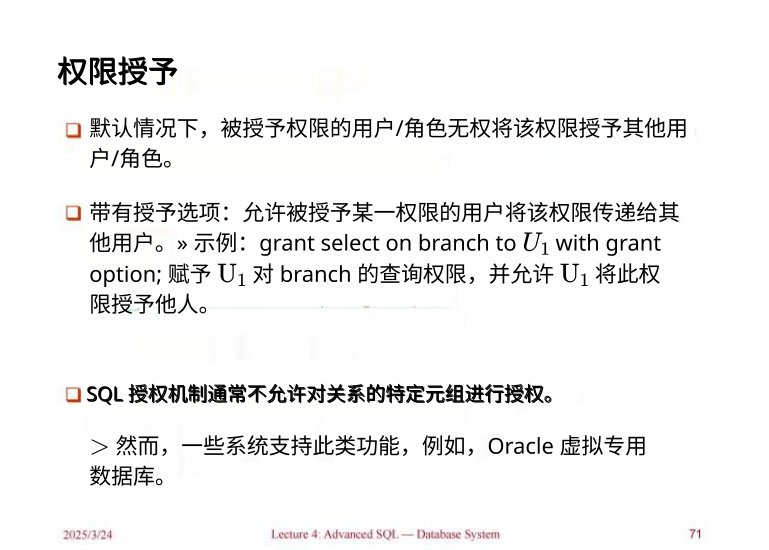 权限授予
默认情况下，被授予权限的用户/角色无权将该权限授予其他用
户/角色。
带有授予选项：允许被授予某一权限的用户将该权限传递给其
他用户。» 示例：grant select on branch to U₁ with grant
option; 赋予 U₁ 对 branch 的查询权限，并允许 U₁ 将此权
限授予他人。
SQL 授权机制通常不允许对关系的特定元组进行授权。
> 然而，一些系统支持此类功能，例如，Oracle 虚拟专用
数据库。
2025/3/24 Lecture 4: Advanced SQL — Database System 71